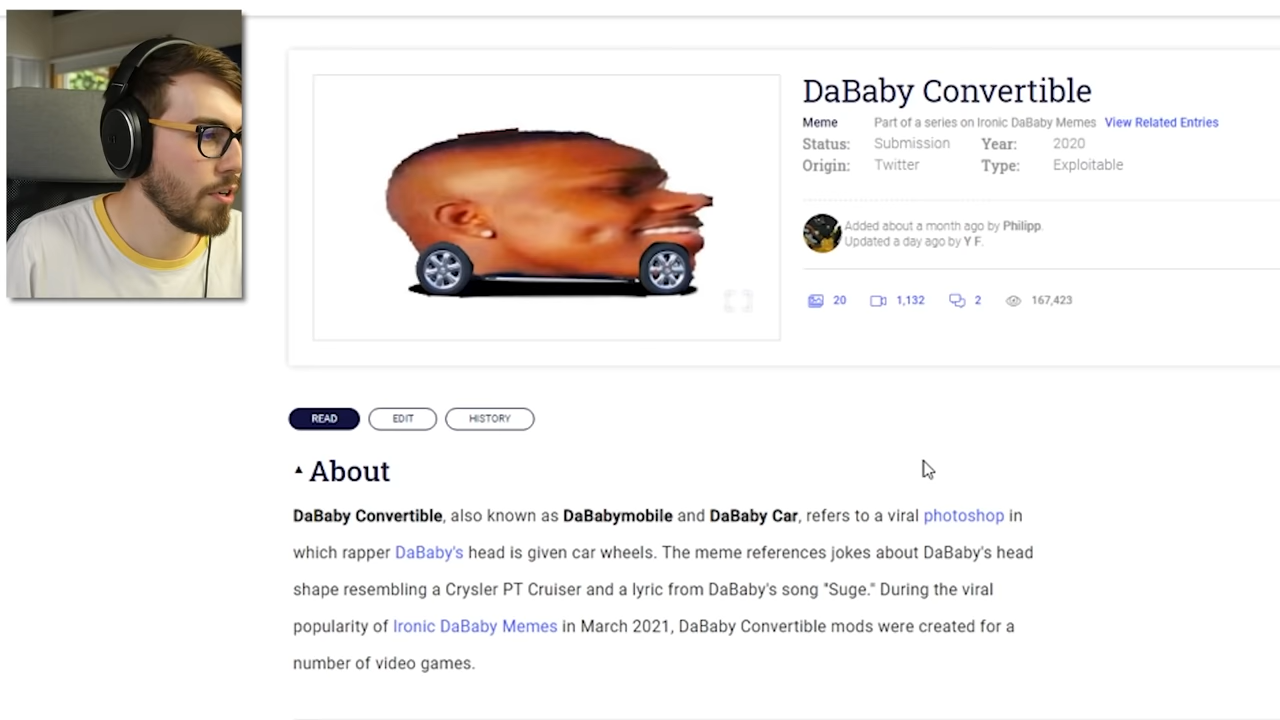 DaBaby Convertible
Meme Part of a series on Ironic DaBaby Memes View Related Entries
Status: Submission Year: 2020
Origin: Twitter Type: Exploitable
Added about a month ago by Philipp.
Updated a day ago by Y F.
20 1,132 2 167,423
READ EDIT HISTORY
About
DaBaby Convertible, also known as DaBabymobile and DaBaby Car, refers to a viral photoshop in
which rapper DaBaby's head is given car wheels. The meme references jokes about DaBaby's head
shape resembling a Crysler PT Cruiser and a lyric from DaBaby's song "Suge." During the viral
popularity of Ironic DaBaby Memes in March 2021, DaBaby Convertible mods were created for a
number of video games.